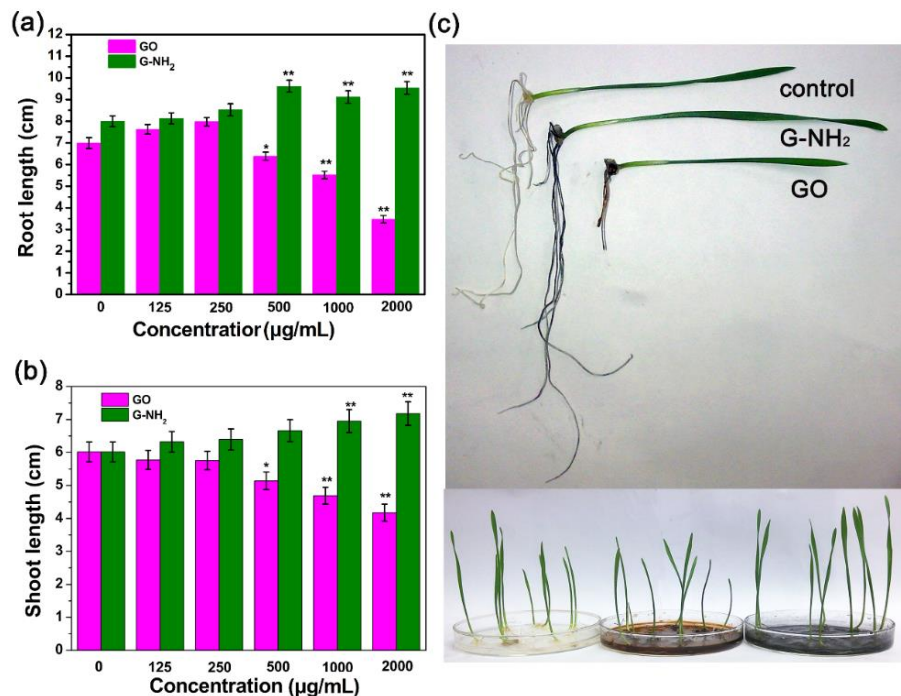 (a)
12
11
10
9
8
7
6
5
4
3
2
1
0
Root length (cm)
GO
G-NH₂
**
**
**
*
**
**
0 125 250 500 1000 2000
Concentratior (µg/mL)
(b)
8
7
6
5
4
3
2
1
0
Shoot length (cm)
GO
G-NH₂
**
**
*
**
**
0 125 250 500 1000 2000
Concentration (µg/mL)
(c)
control
G-NH₂
GO